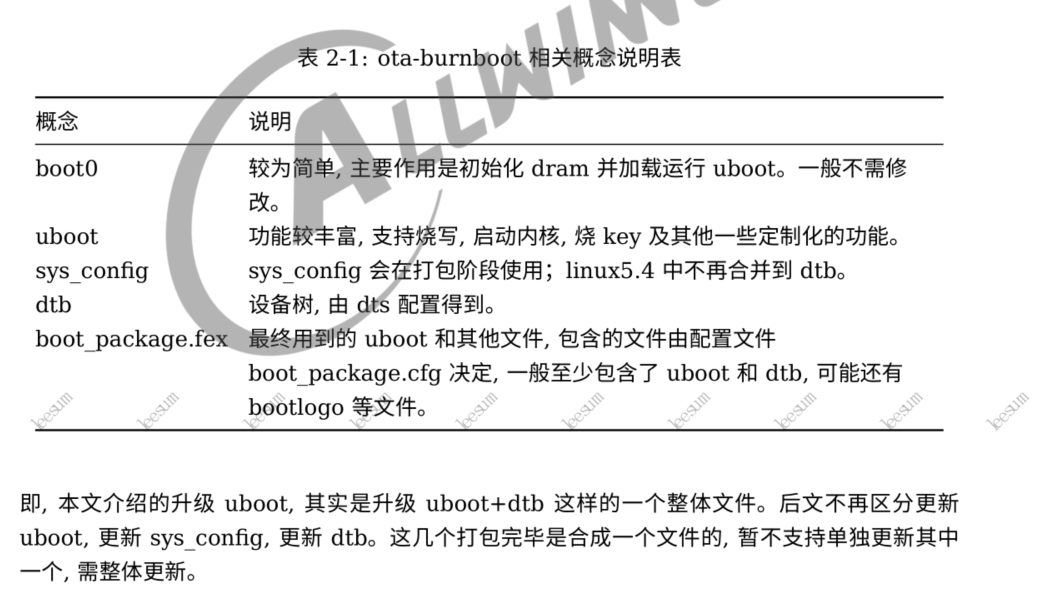 表 2-1: ota-burnboot 相关概念说明表
概念 说明
boot0 较为简单, 主要作用是初始化 dram 并加载运行 uboot。一般不需修
改。
uboot 功能较丰富, 支持烧写, 启动内核, 烧 key 及其他一些定制化的功能。
sys_config sys_config 会在打包阶段使用；linux5.4 中不再合并到 dtb。
dtb 设备树, 由 dts 配置得到。
boot_package.fex 最终用到的 uboot 和其他文件, 包含的文件由配置文件
boot_package.cfg 决定, 一般至少包含了 uboot 和 dtb, 可能还有
bootlogo 等文件。
leesum leesum leesum leesum leesum leesum leesum leesum leesum leesum
即, 本文介绍的升级 uboot, 其实是升级 uboot+dtb 这样的一个整体文件。后文不再区分更新
uboot, 更新 sys_config, 更新 dtb。这几个打包完毕是合成一个文件的, 暂不支持单独更新其中
一个, 需整体更新。